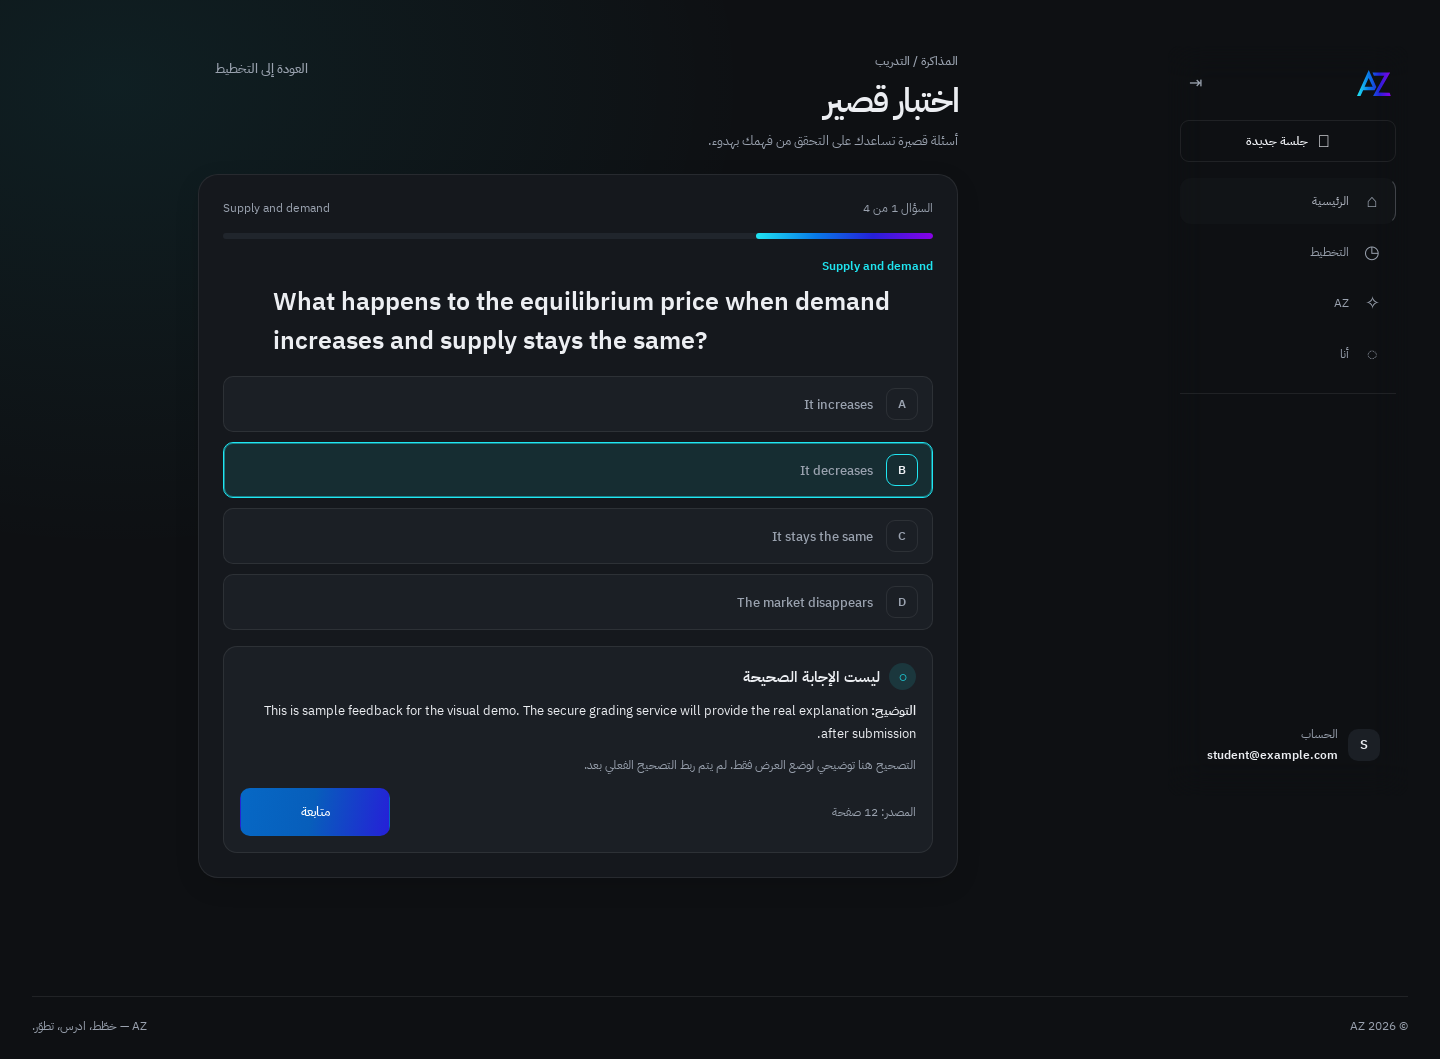 AZ
جلسة جديدة
الرئيسية
التخطيط
AZ
أنا
الحساب
student@example.com
S
المذاكرة / التدريب
اختبار قصير
أسئلة قصيرة تساعدك على التحقق من فهمك بهدوء.
العودة إلى التخطيط
السؤال 1 من 4
Supply and demand
Supply and demand
What happens to the equilibrium price when demand
increases and supply stays the same?
A It increases
B It decreases
C It stays the same
D The market disappears
ليست الإجابة الصحيحة
التوضيح: This is sample feedback for the visual demo. The secure grading service will provide the real explanation
after submission.
التصحيح هنا توضيحي لوضع العرض فقط. لم يتم ربط التصحيح الفعلي بعد.
المصدر: 12 صفحة
متابعة
© 2026 AZ
AZ — خطّط، ادرس، تطوّر.